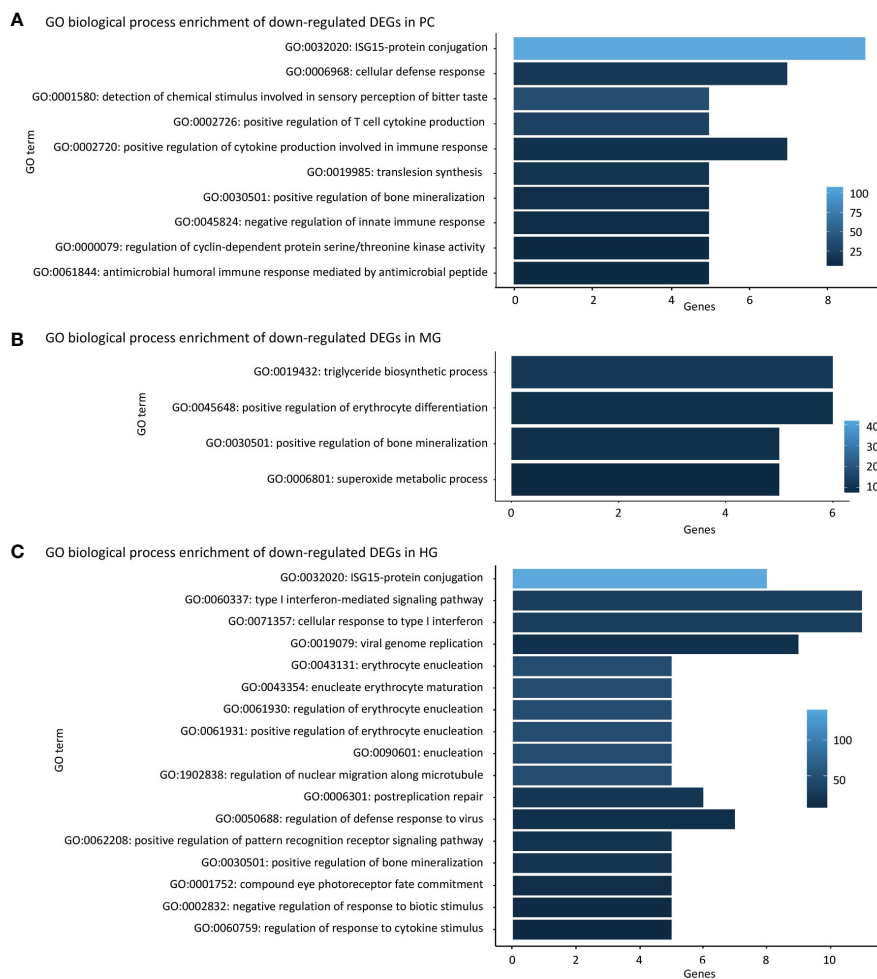 A GO biological process enrichment of down-regulated DEGs in PC
GO:0032020: ISG15-protein conjugation
GO:0006968: cellular defense response
GO:0001580: detection of chemical stimulus involved in sensory perception of bitter taste
GO:0002726: positive regulation of T cell cytokine production
GO:0002720: positive regulation of cytokine production involved in immune response
GO:0019985: translesion synthesis
GO:0030501: positive regulation of bone mineralization
GO:0045824: negative regulation of innate immune response
GO:0000079: regulation of cyclin-dependent protein serine/threonine kinase activity
GO:0061844: antimicrobial humoral immune response mediated by antimicrobial peptide
GO term
100
75
50
25
0 2 4 6 8
Genes
B GO biological process enrichment of down-regulated DEGs in MG
GO:0019432: triglyceride biosynthetic process
GO:0045648: positive regulation of erythrocyte differentiation
GO:0030501: positive regulation of bone mineralization
GO:0006801: superoxide metabolic process
GO term
40
30
20
10
0 2 4 6
Genes
C GO biological process enrichment of down-regulated DEGs in HG
GO:0032020: ISG15-protein conjugation
GO:0060337: type I interferon-mediated signaling pathway
GO:0071357: cellular response to type I interferon
GO:0019079: viral genome replication
GO:0043131: erythrocyte enucleation
GO:0043354: enucleate erythrocyte maturation
GO:0061930: regulation of erythrocyte enucleation
GO:0061931: positive regulation of erythrocyte enucleation
GO:0090601: enucleation
GO:1902838: regulation of nuclear migration along microtubule
GO:0006301: postreplication repair
GO:0050688: regulation of defense response to virus
GO:0062208: positive regulation of pattern recognition receptor signaling pathway
GO:0030501: positive regulation of bone mineralization
GO:0001752: compound eye photoreceptor fate commitment
GO:0002832: negative regulation of response to biotic stimulus
GO:0060759: regulation of response to cytokine stimulus
GO term
100
50
0 2 4 6 8 10
Genes